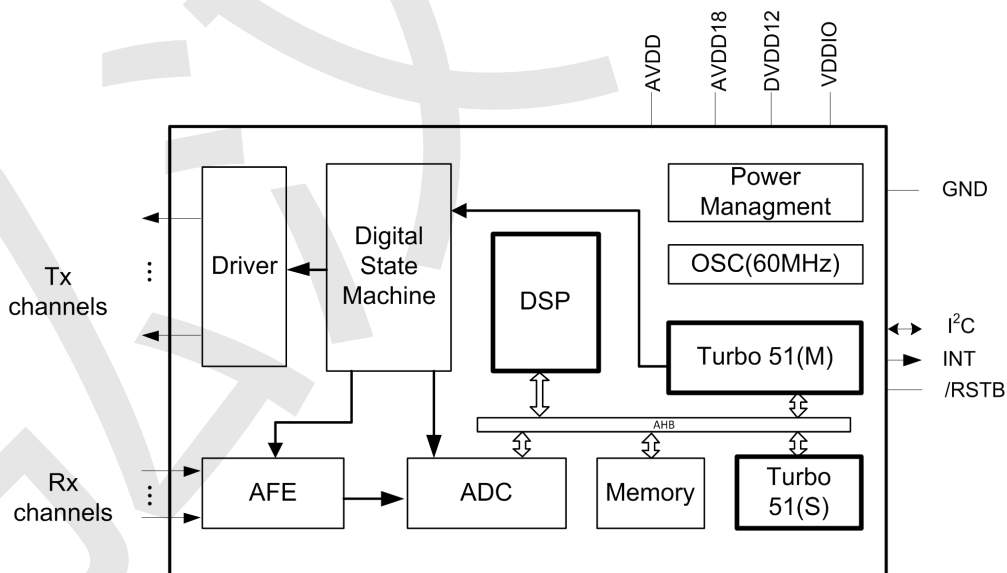 AVDD
AVDD18
DVDD12
VDDIO
Power
Managment
GND
Digital
State
Machine
Driver
DSP
OSC(60MHz)
Tx
channels
I²C
Turbo 51(M)
INT
/RSTB
AHB
Rx
channels
AFE
ADC
Memory
Turbo
51(S)